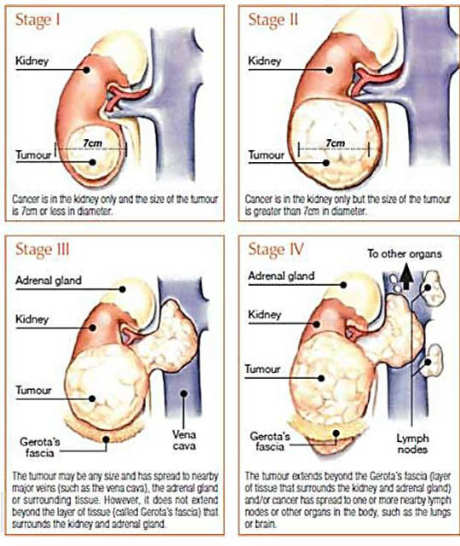 Stage I
Kidney
7cm
Tumour
Cancer is in the kidney only and the size of the tumour
is 7cm or less in diameter.
Stage II
Kidney
7cm
Tumour
Cancer is in the kidney only but the size of the tumour
is greater than 7cm in diameter.
Stage III
Adrenal gland
Kidney
Tumour
Gerota's
fascia
Vena
cava
The tumour may be any size and has spread to nearby
major veins (such as the vena cava), the adrenal gland
or surrounding tissue. However, it does not extend
beyond the layer of tissue (called Gerota's fascia) that
surrounds the kidney and adrenal gland.
Stage IV
To other organs
Adrenal gland
Kidney
Tumour
Gerota's
fascia
Lymph
nodes
The tumour extends beyond the Gerota's fascia (layer
of tissue that surrounds the kidney and adrenal gland)
and/or cancer has spread to one or more nearby lymph
nodes or other organs in the body, such as the lungs
or brain.